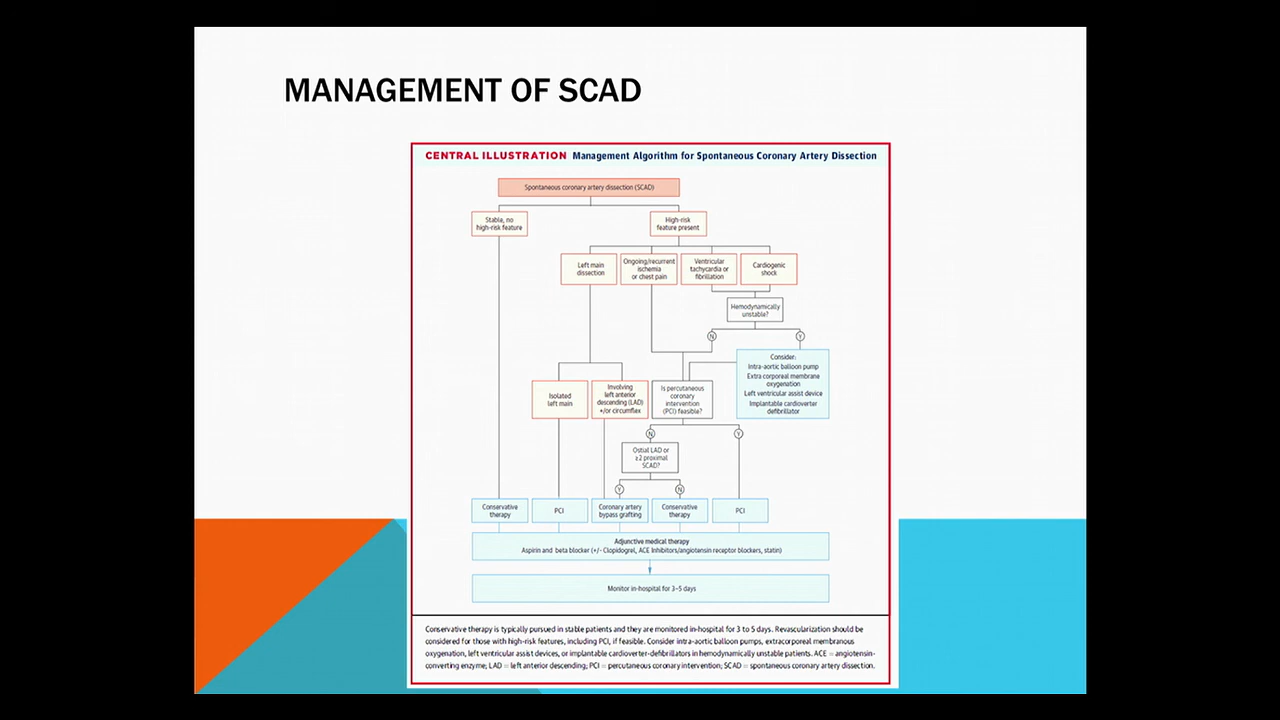 MANAGEMENT OF SCAD
CENTRAL ILLUSTRATION Management Algorithm for Spontaneous Coronary Artery Dissection
Spontaneous coronary artery dissection (SCAD)
Stable, no
high-risk feature
High-risk
feature present
Left main
dissection
Ongoing/recurrent
ischemia
or chest pain
Ventricular
tachycardia or
fibrillation
Cardiogenic
shock
Hemodynamically
unstable?
N
Y
Consider:
Intra-aortic balloon pump
Extra corporeal membrane
oxygenation
Left ventricular assist device
Implantable cardioverter
defibrillator
Isolated
left main
Involving
left anterior
descending (LAD)
+/or circumflex
Is percutaneous
coronary
intervention
(PCI) feasible?
N
Y
Ostial LAD or
≥2 proximal
SCAD?
Y
N
Conservative
therapy
PCI
Coronary artery
bypass grafting
Conservative
therapy
PCI
Adjunctive medical therapy
Aspirin and beta blocker (+/- Clopidogrel, ACE Inhibitors/angiotensin receptor blockers, statin)
Monitor in-hospital for 3–5 days
Conservative therapy is typically pursued in stable patients and they are monitored in-hospital for 3 to 5 days. Revascularization should be
considered for those with high-risk features, including PCI, if feasible. Consider intra-aortic balloon pumps, extracorporeal membranous
oxygenation, left ventricular assist devices, or implantable cardioverter-defibrillators in hemodynamically unstable patients. ACE = angiotensin-
converting enzyme; LAD = left anterior descending; PCI = percutaneous coronary intervention; SCAD = spontaneous coronary artery dissection.